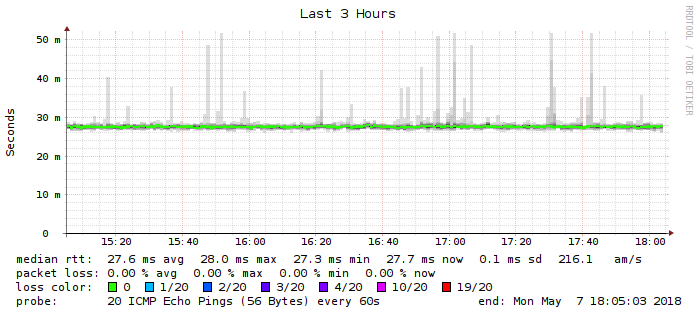 Last 3 Hours
RRDTOOL / TOBI OETIKER
Seconds
50 m
40 m
30 m
20 m
10 m
0
15:20 15:40 16:00 16:20 16:40 17:00 17:20 17:40 18:00
median rtt: 27.6 ms avg 28.0 ms max 27.3 ms min 27.7 ms now 0.1 ms sd 216.1 am/s
packet loss: 0.00 % avg 0.00 % max 0.00 % min 0.00 % now
loss color: 0 1/20 2/20 3/20 4/20 10/20 19/20
probe: 20 ICMP Echo Pings (56 Bytes) every 60s end: Mon May 7 18:05:03 2018